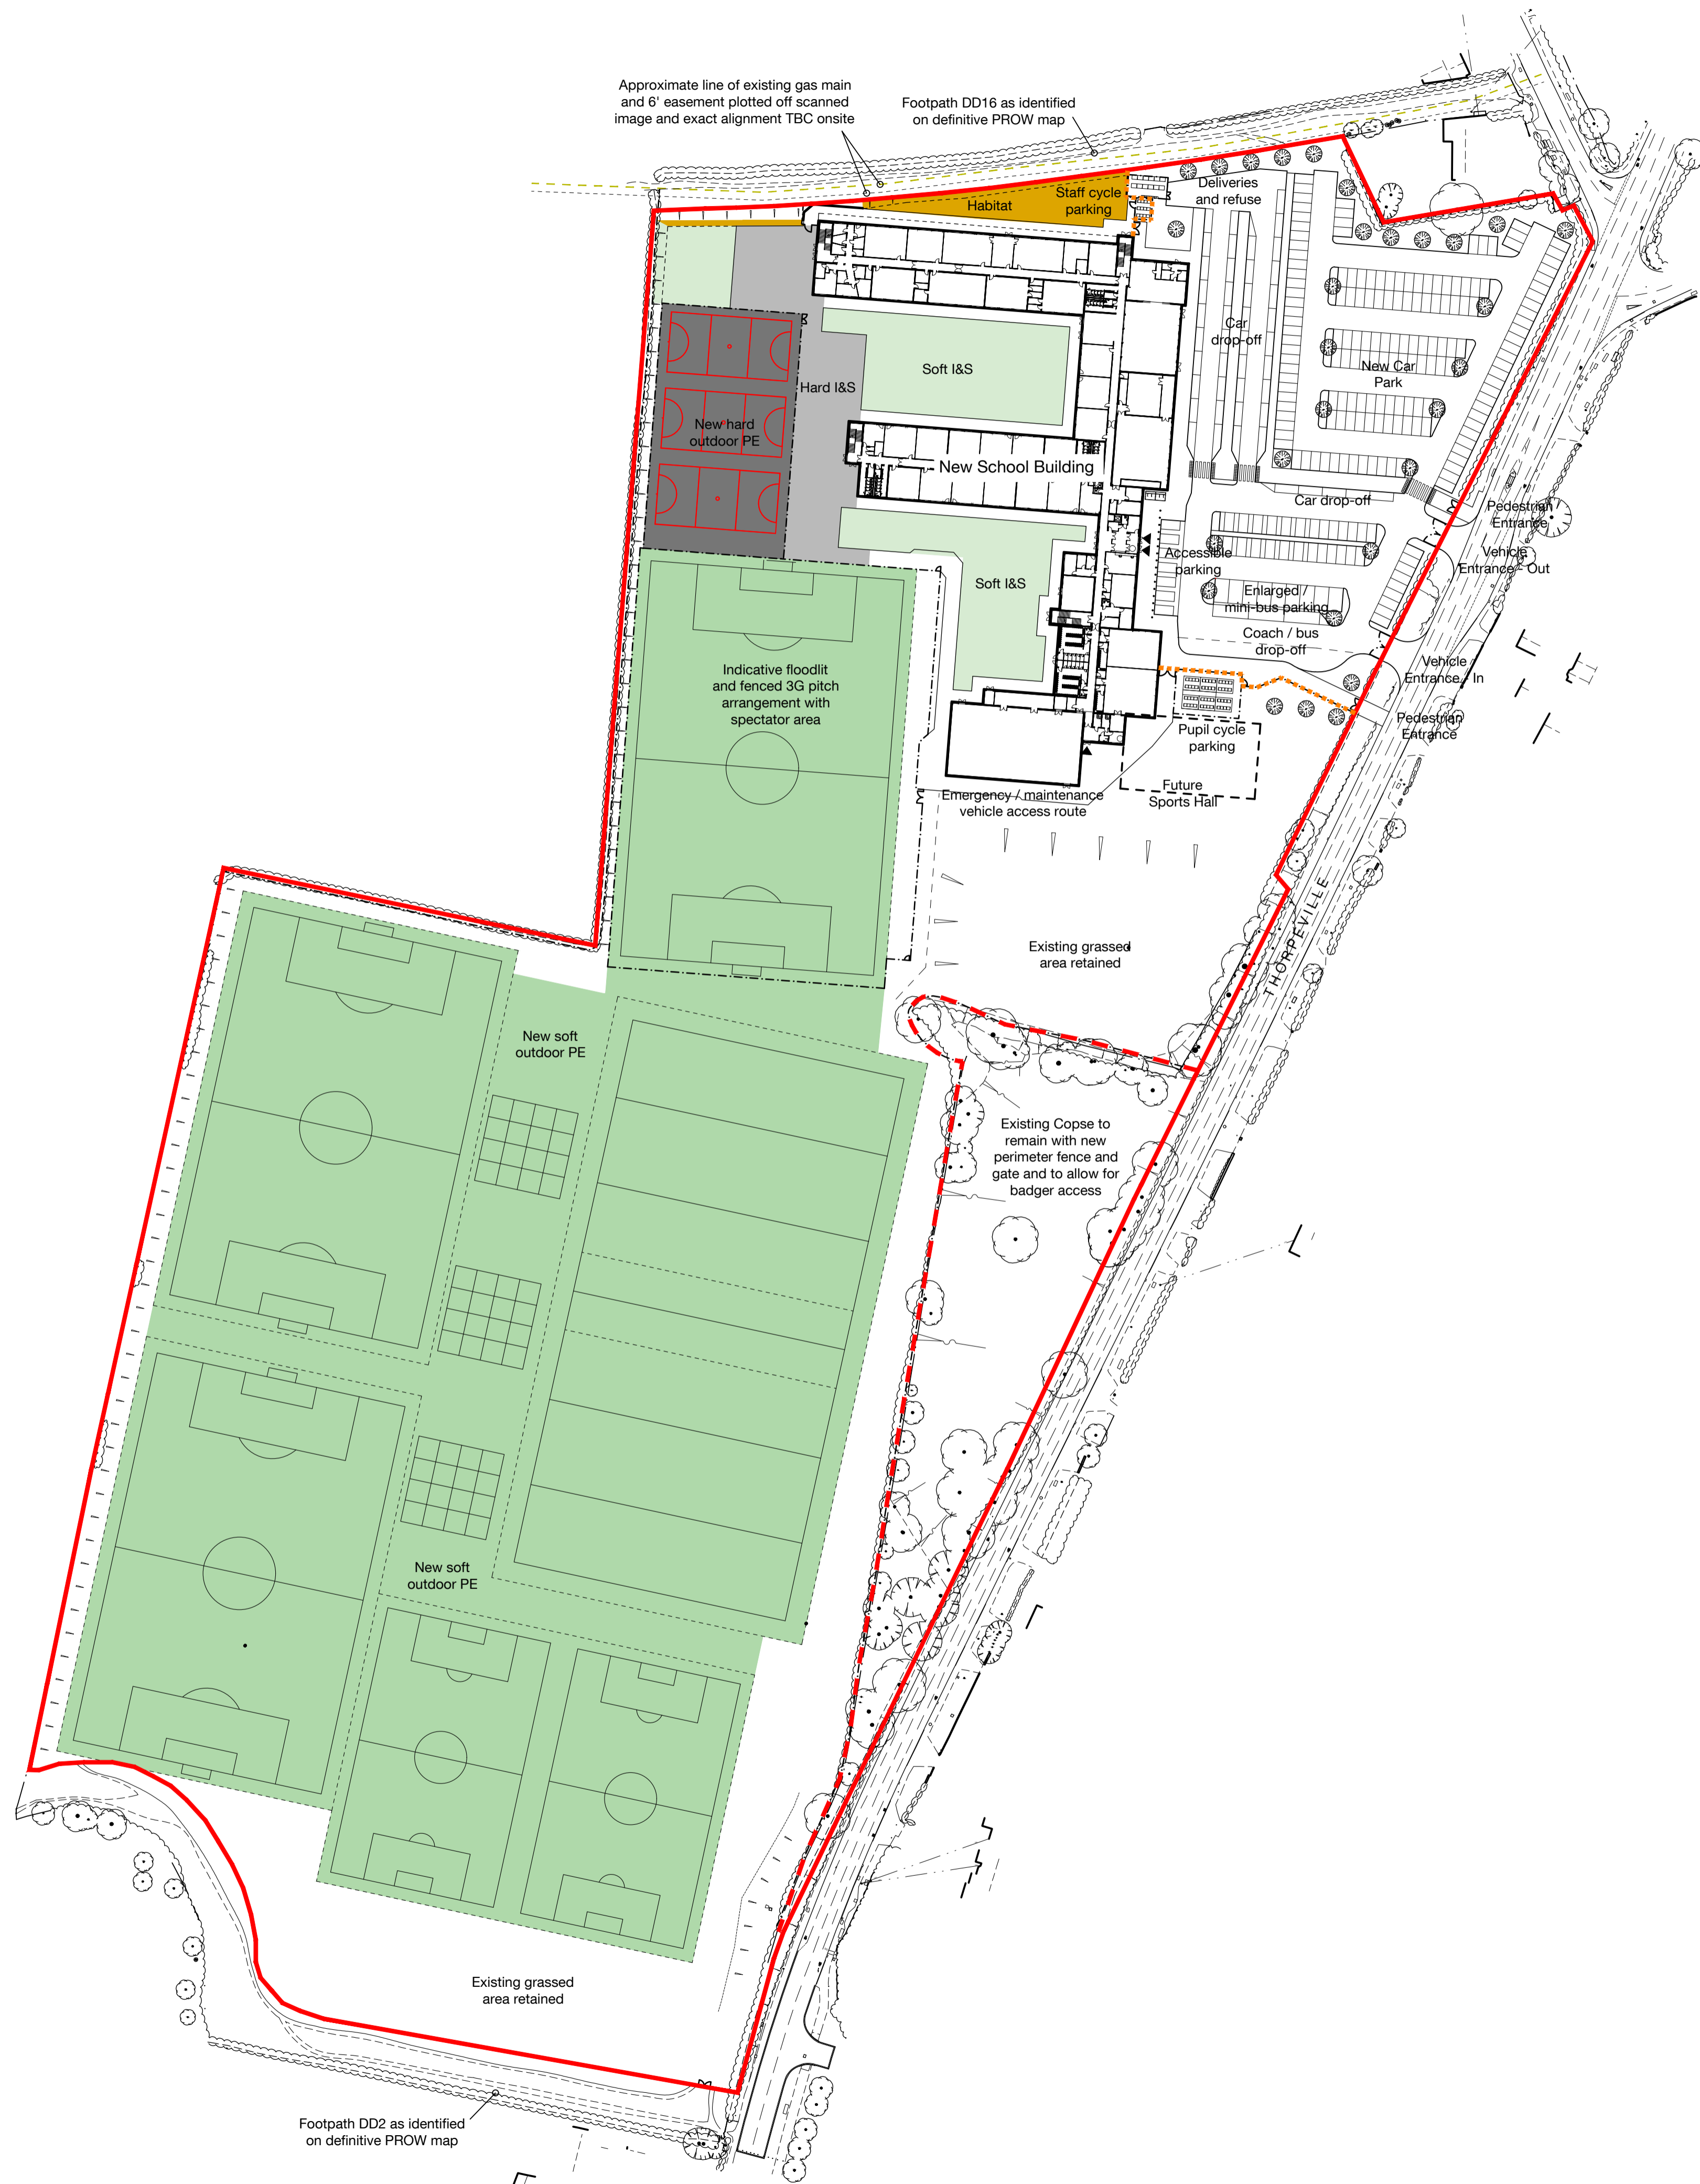 Approximate line of existing gas main
and 6' easement plotted off scanned
image and exact alignment TBC onsite
Footpath DD16 as identified
on definitive PROW map
Habitat
Staff cycle
parking
Deliveries
and refuse
Car
drop-off
New Car
Park
Soft I&S
Hard I&S
New hard
outdoor PE
New School Building
Car drop-off
Pedestrian
Entrance
Vehicle
Entrance - Out
Accessible
parking
Soft I&S
Enlarged /
mini-bus parking
Coach / bus
drop-off
Vehicle
Entrance - In
Pedestrian
Entrance
Indicative floodlit
and fenced 3G pitch
arrangement with
spectator area
Pupil cycle
parking
Future
Sports Hall
Emergency / maintenance
vehicle access route
THORPEVILLE
Existing grassed
area retained
New soft
outdoor PE
Existing Copse to
remain with new
perimeter fence and
gate and to allow for
badger access
New soft
outdoor PE
Existing grassed
area retained
Footpath DD2 as identified
on definitive PROW map